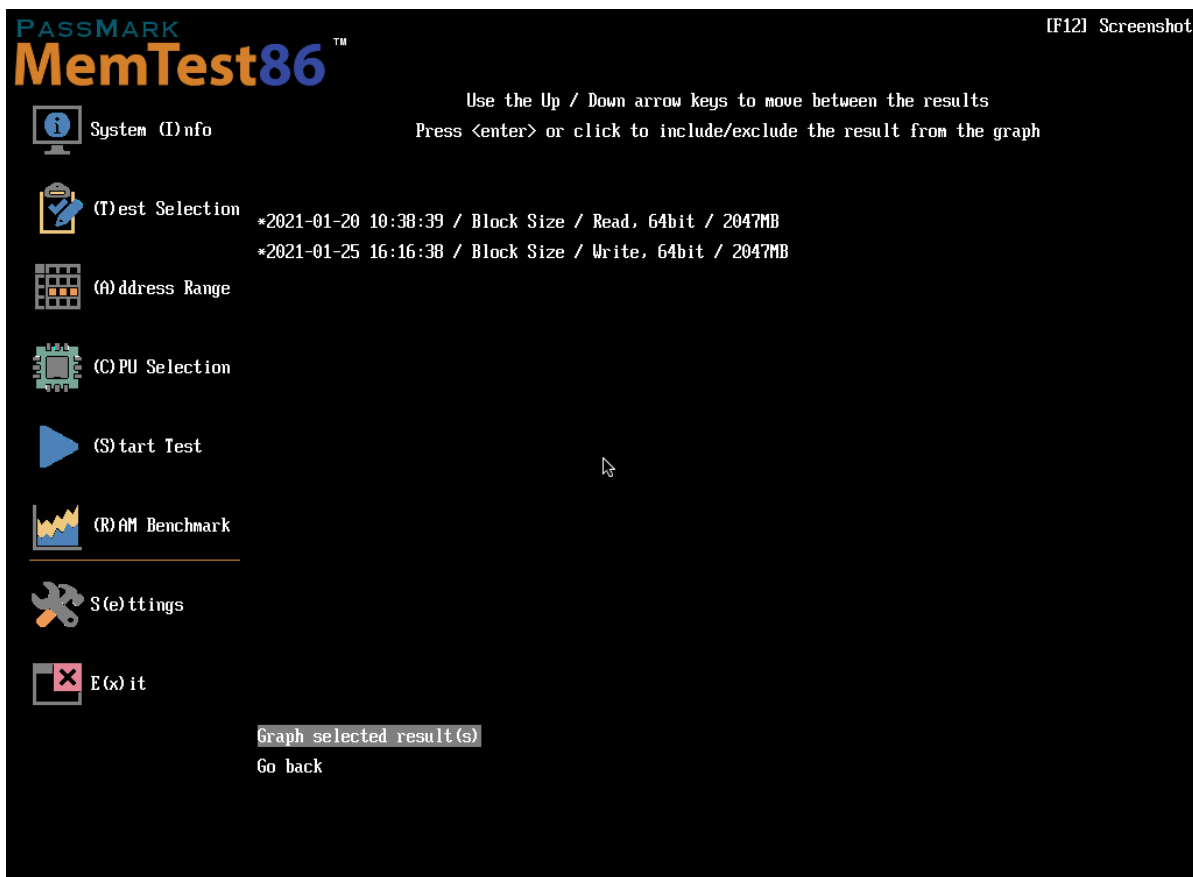 PASSMARK
MemTest86™
[F12] Screenshot
Use the Up / Down arrow keys to move between the results
Press <enter> or click to include/exclude the result from the graph
System (I)nfo
(T)est Selection
(A)ddress Range
(C)PU Selection
(S)tart Test
(R)AM Benchmark
S(e)ttings
E(x)it
*2021-01-20 10:38:39 / Block Size / Read, 64bit / 2047MB
*2021-01-25 16:16:38 / Block Size / Write, 64bit / 2047MB
Graph selected result(s)
Go back